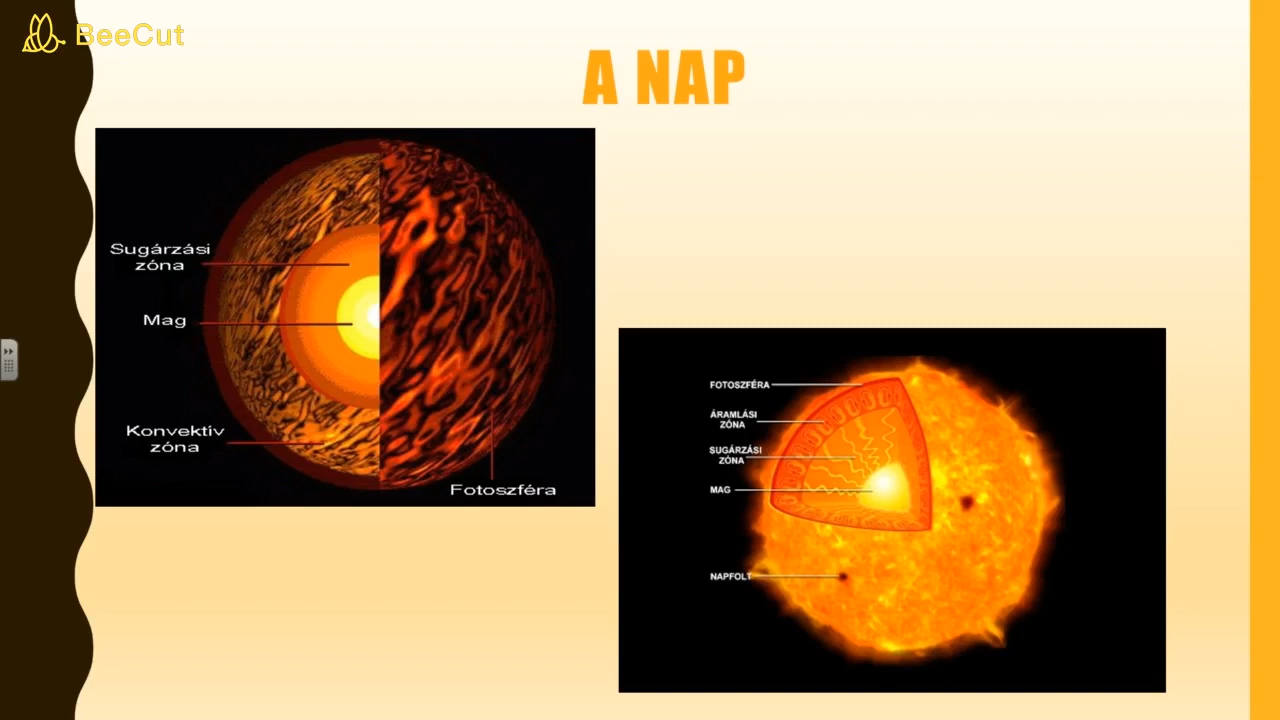 BeeCut
A NAP
Sugárzási
zóna
Mag
Konvektív
zóna
Fotoszféra
FOTOSZFÉRA
ÁRAMLÁSI
ZÓNA
SUGÁRZÁSI
ZÓNA
MAG
NAPFOLT